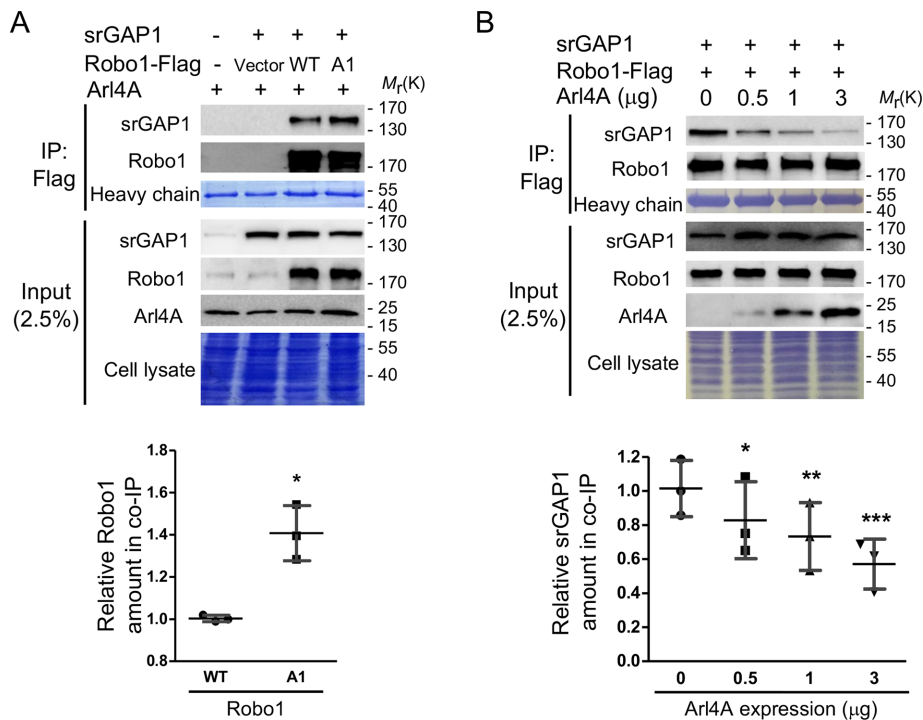 A
srGAP1 - + + +
Robo1-Flag - Vector WT A1
Arl4A + + + + Mr(K)
IP:
Flag
srGAP1
- 170
- 130
Robo1
- 170
Heavy chain
- 55
- 40
Input
(2.5%)
srGAP1
- 170
- 130
Robo1
- 170
Arl4A
- 25
- 15
Cell lysate
- 55
- 40
Relative Robo1
amount in co-IP
1.8
1.6
1.4
1.2
1.0
0.8
*
WT A1
Robo1
B
srGAP1 + + + +
Robo1-Flag + + + +
Arl4A (μg) 0 0.5 1 3 Mr(K)
IP:
Flag
srGAP1
- 170
- 130
Robo1
- 170
Heavy chain
- 55
- 40
Input
(2.5%)
srGAP1
- 170
- 130
Robo1
- 170
Arl4A
- 25
- 15
Cell lysate
- 55
- 40
Relative srGAP1
amount in co-IP
1.2
1.0
0.8
0.6
0.4
0.2
0.0
* ** ***
0 0.5 1 3
Arl4A expression (μg)